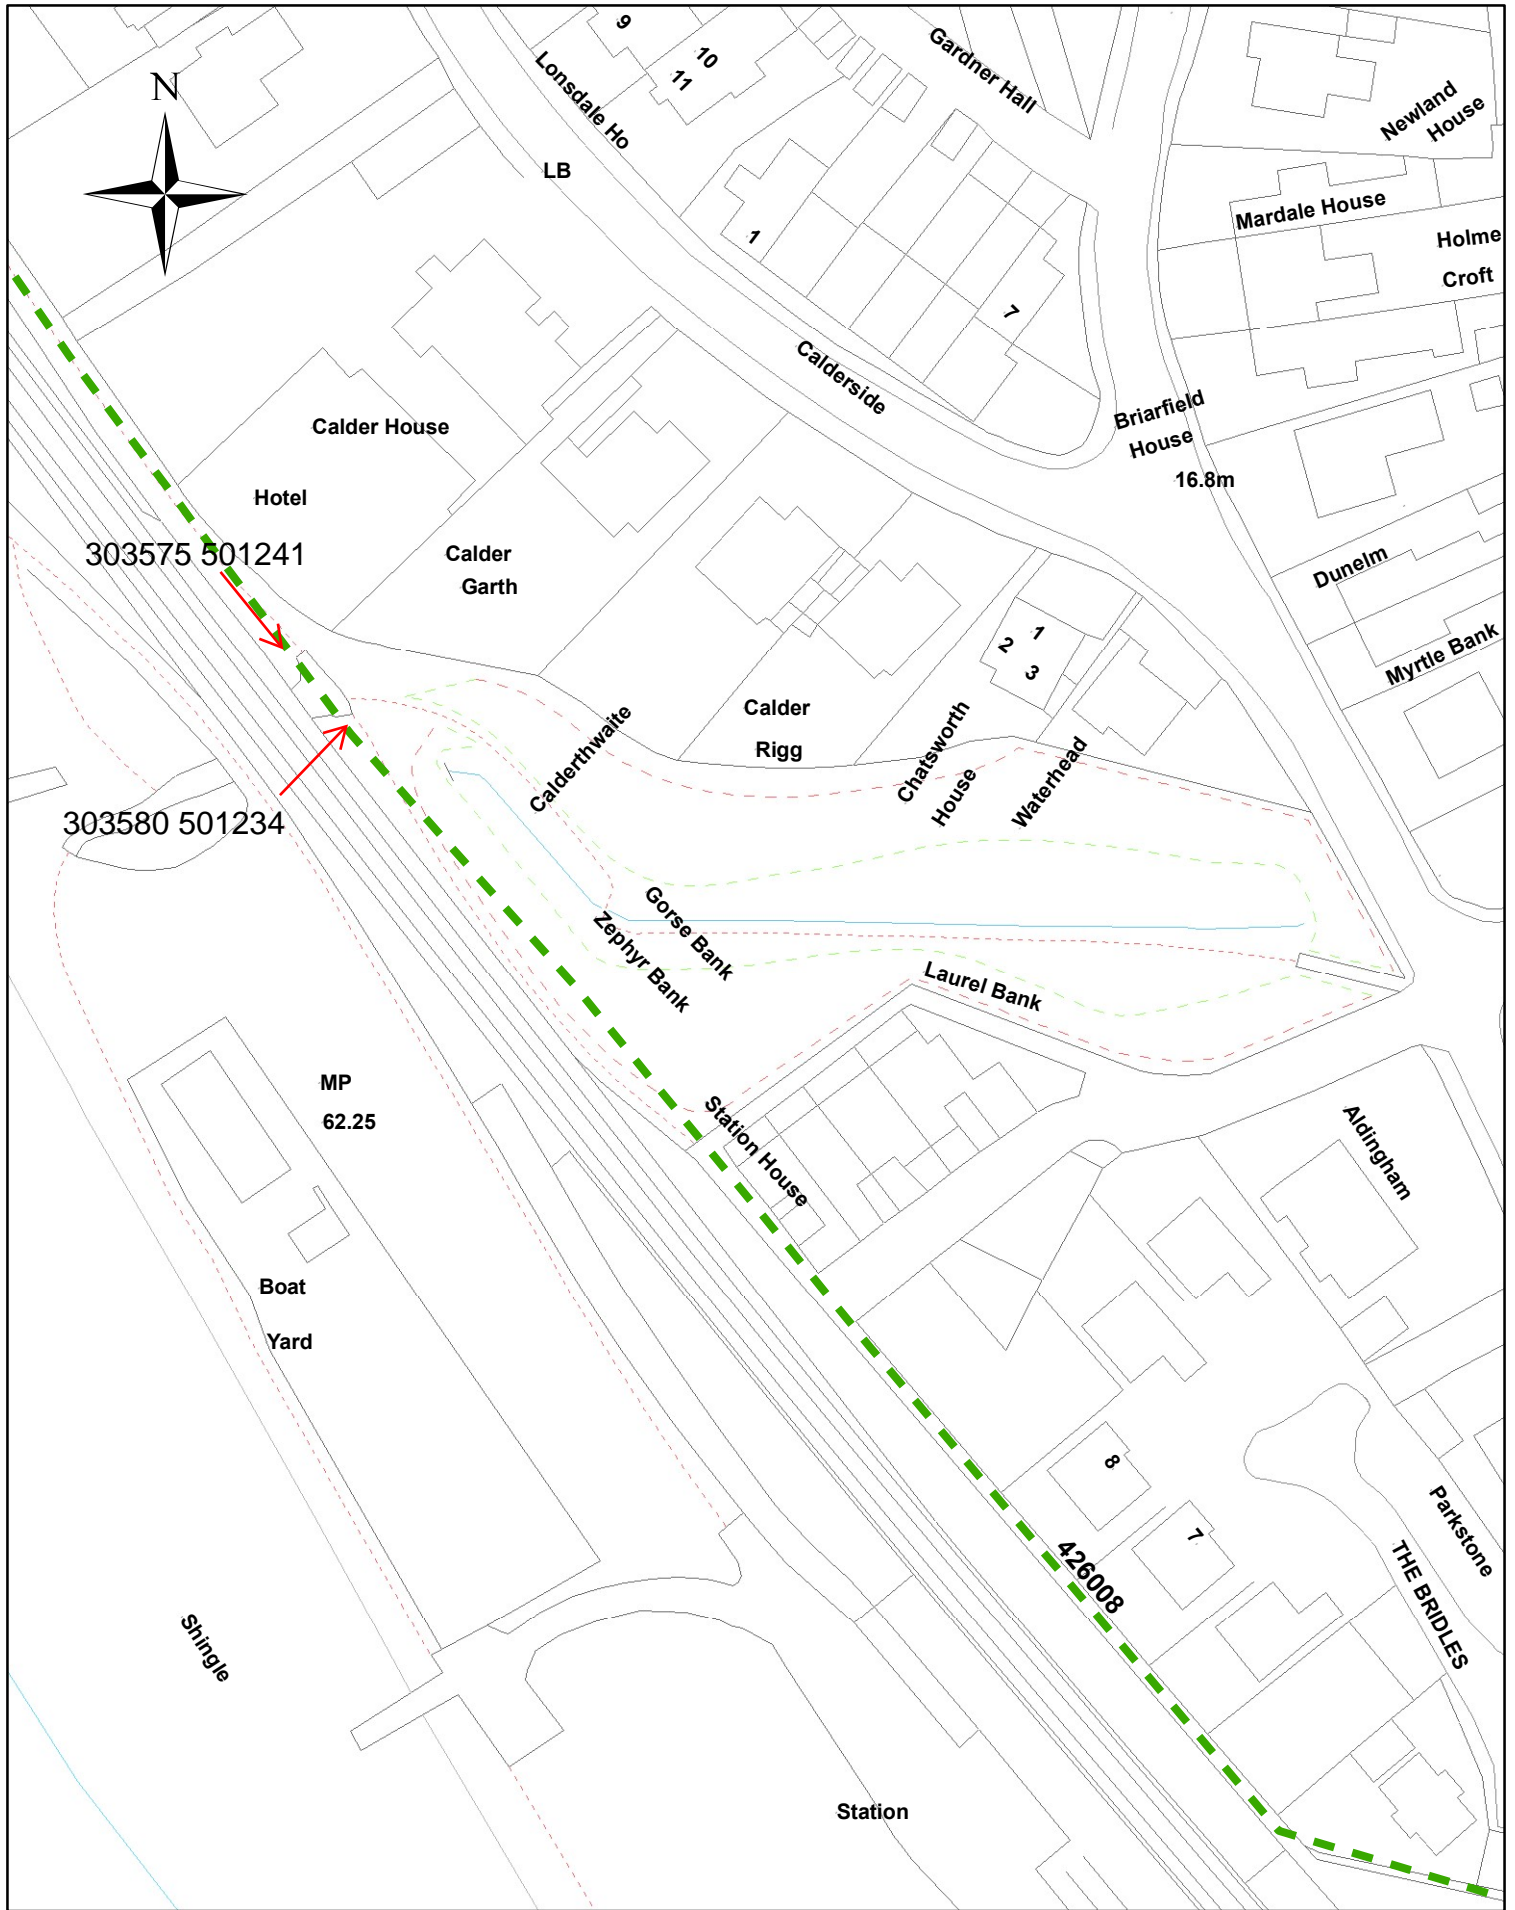 9
10
11
Lonsdale Ho
Gardner Hall
N
LB
Newland
House
Mardale House
Holme
Croft
1
7
Calderside
Briarfield
House
16.8m
Calder House
Hotel
303575 501241
Calder
Garth
Dunelm
Myrtle Bank
1
2
3
Calder
Rigg
Calderthwaite
Chatsworth
House
Waterhead
303580 501234
Gorse Bank
Zephyr Bank
Laurel Bank
MP
62.25
Station House
Aldingham
Boat
Yard
8
7
426008
Parkstone
THE BRIDLES
Shingle
Station